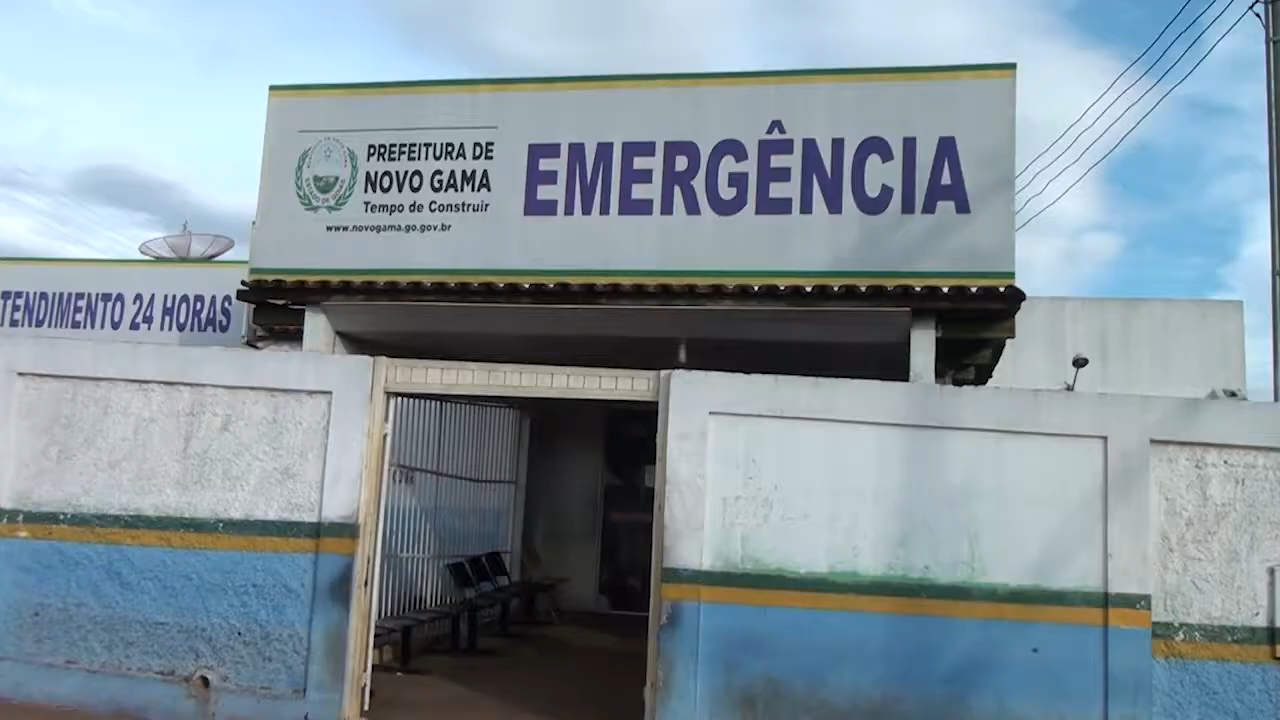 PREFEITURA DE
NOVO GAMA
Tempo de Construir
www.novogama.go.gov.br
EMERGÊNCIA
TENDIMENTO 24 HORAS